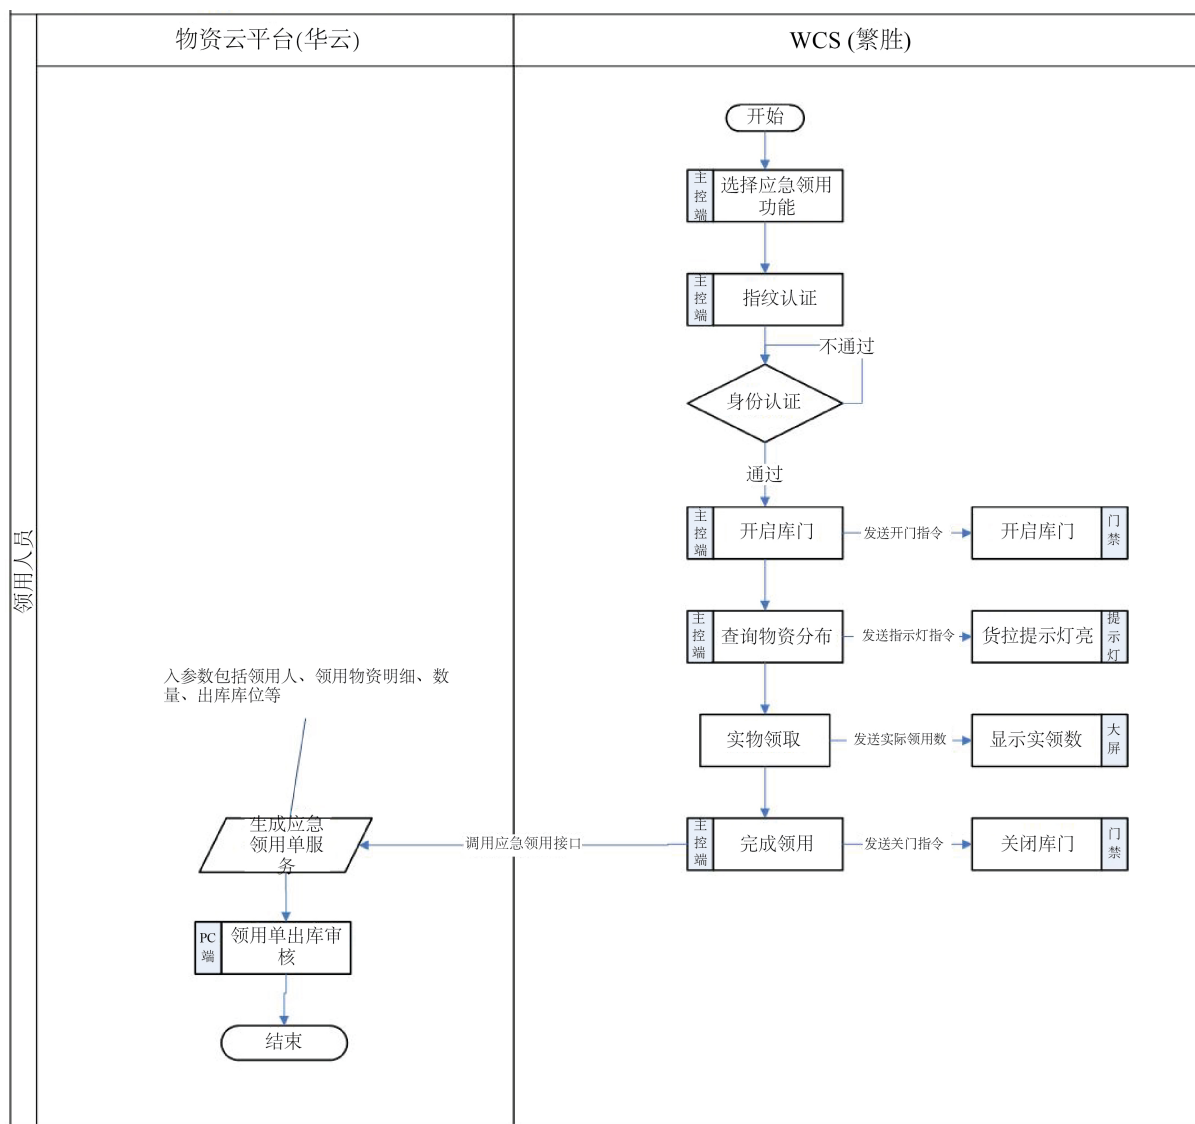 物资云平台(华云)
WCS (繁胜)
领用人员
开始
主控端
选择应急领用
功能
主控端
指纹认证
不通过
身份认证
通过
主控端
开启库门
发送开门指令
开启库门
门禁
主控端
查询物资分布
发送指示灯指令
货拉提示灯亮
提示灯
入参数包括领用人、领用物资明细、数
量、出库库位等
实物领取
发送实际领用数
显示实领数
大屏
生成应急
领用单服
务
调用应急领用接口
主控端
完成领用
发送关门指令
关闭库门
门禁
PC
端
领用单出库审
核
结束